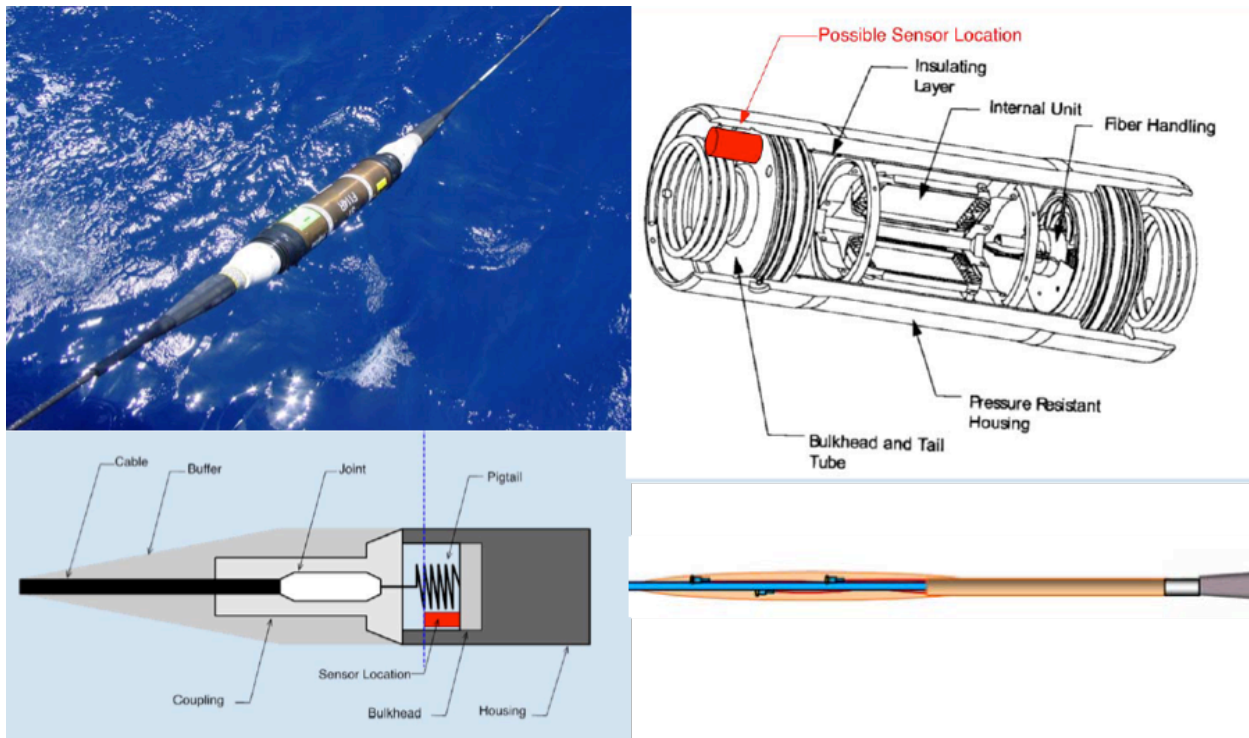 Possible Sensor Location
Insulating
Layer
Internal Unit
Fiber Handling
Pressure Resistant
Housing
Bulkhead and Tail
Tube
Cable
Buffer
Joint
Pigtail
Sensor Location
Coupling
Bulkhead
Housing